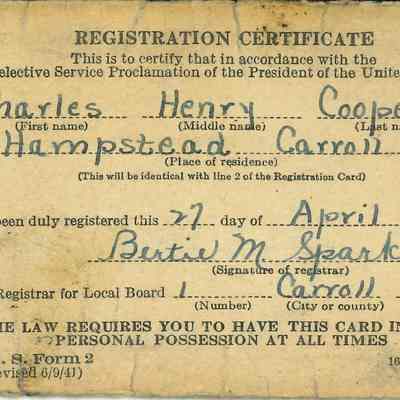 REGISTRATION CERTIFICATE
This is to certify that in accordance with the
elective Service Proclamation of the President of the Unite
harles Henry Coope
(First name) (Middle name) (Last n
Hampstead Carroll
(Place of residence)
(This will be identical with line 2 of the Registration Card)
een duly registered this 27 day of April
Bertie M Spark
(Signature of registrar)
Registrar for Local Board 1 Carroll
(Number) (City or county)
HE LAW REQUIRES YOU TO HAVE THIS CARD IN
PERSONAL POSSESSION AT ALL TIMES
. S. Form 2
evised 6/9/41) 16